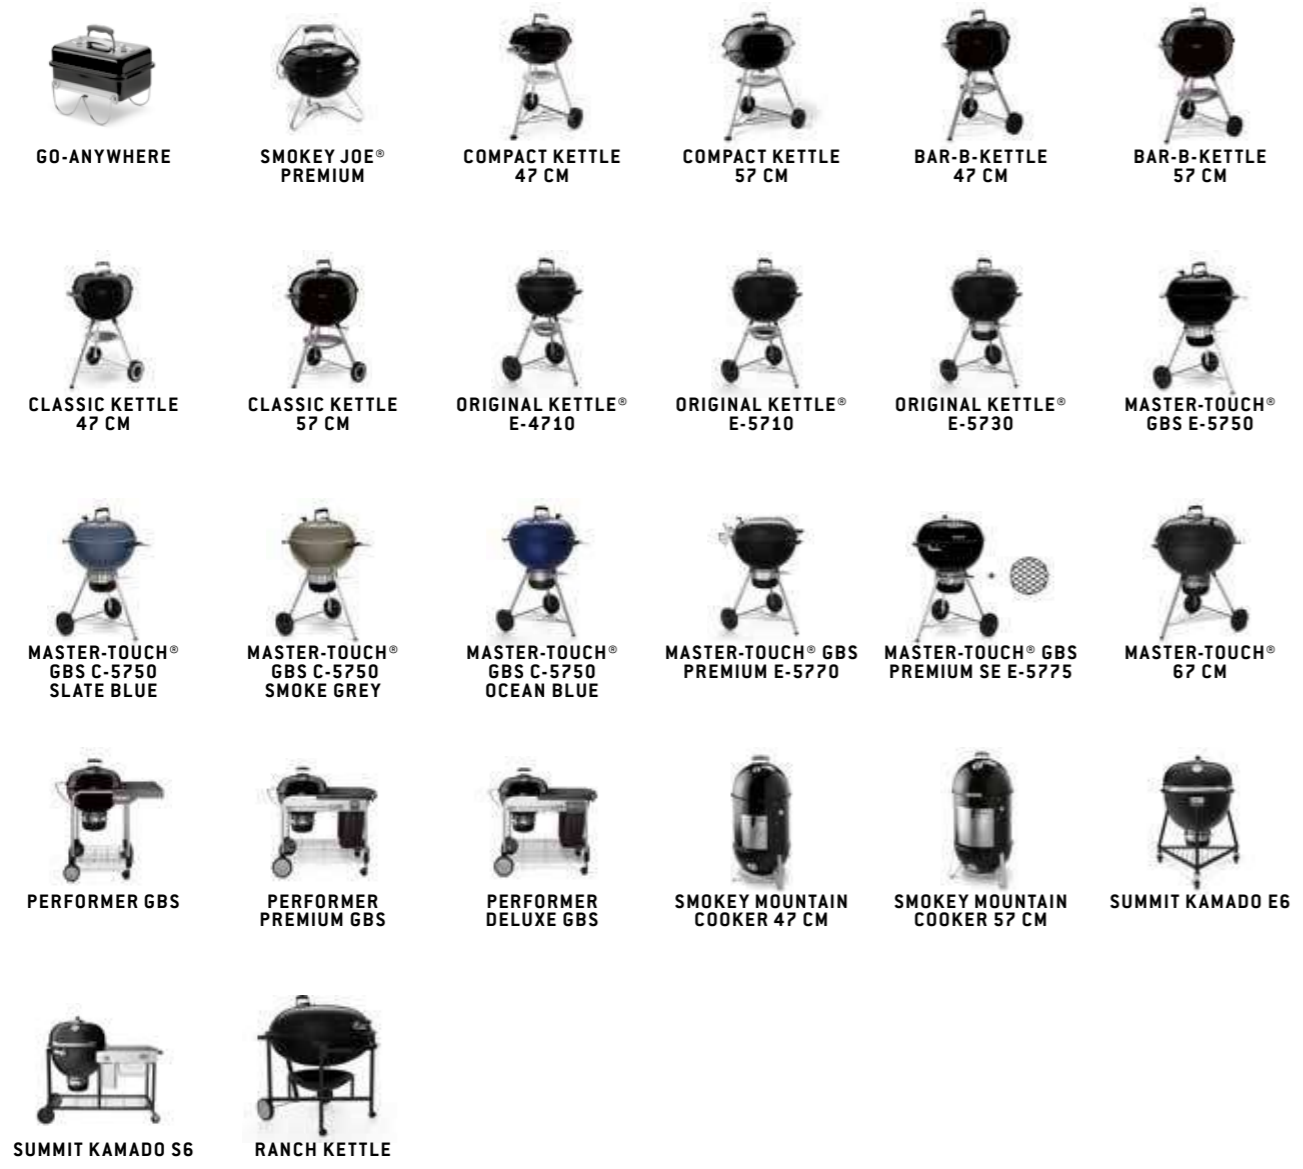 GO-ANYWHERE
SMOKEY JOE®
PREMIUM
COMPACT KETTLE
47 CM
COMPACT KETTLE
57 CM
BAR-B-KETTLE
47 CM
BAR-B-KETTLE
57 CM
CLASSIC KETTLE
47 CM
CLASSIC KETTLE
57 CM
ORIGINAL KETTLE®
E-4710
ORIGINAL KETTLE®
E-5710
ORIGINAL KETTLE®
E-5730
MASTER-TOUCH®
GBS E-5750
MASTER-TOUCH®
GBS C-5750
SLATE BLUE
MASTER-TOUCH®
GBS C-5750
SMOKE GREY
MASTER-TOUCH®
GBS C-5750
OCEAN BLUE
MASTER-TOUCH® GBS
PREMIUM E-5770
MASTER-TOUCH® GBS
PREMIUM SE E-5775
MASTER-TOUCH®
67 CM
PERFORMER GBS
PERFORMER
PREMIUM GBS
PERFORMER
DELUXE GBS
SMOKEY MOUNTAIN
COOKER 47 CM
SMOKEY MOUNTAIN
COOKER 57 CM
SUMMIT KAMADO E6
SUMMIT KAMADO S6
RANCH KETTLE